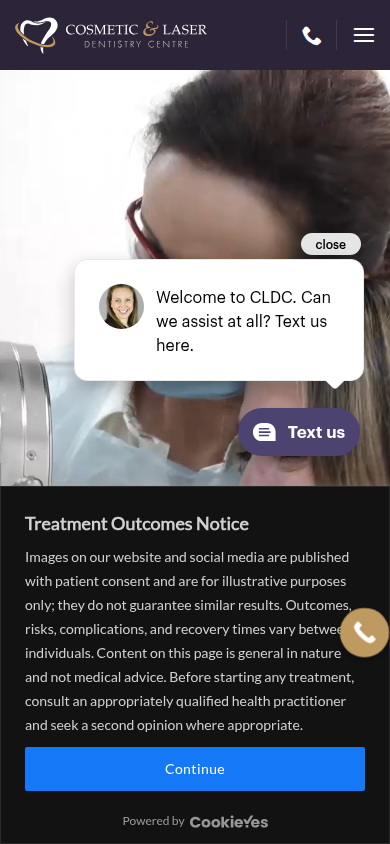 COSMETIC & LASER
DENTISTRY CENTRE
close
Welcome to CLDC. Can
we assist at all? Text us
here.
Text us
Treatment Outcomes Notice
Images on our website and social media are published
with patient consent and are for illustrative purposes
only; they do not guarantee similar results. Outcomes,
risks, complications, and recovery times vary between
individuals. Content on this page is general in nature
and not medical advice. Before starting any treatment,
consult an appropriately qualified health practitioner
and seek a second opinion where appropriate.
Continue
Powered by CookieYes